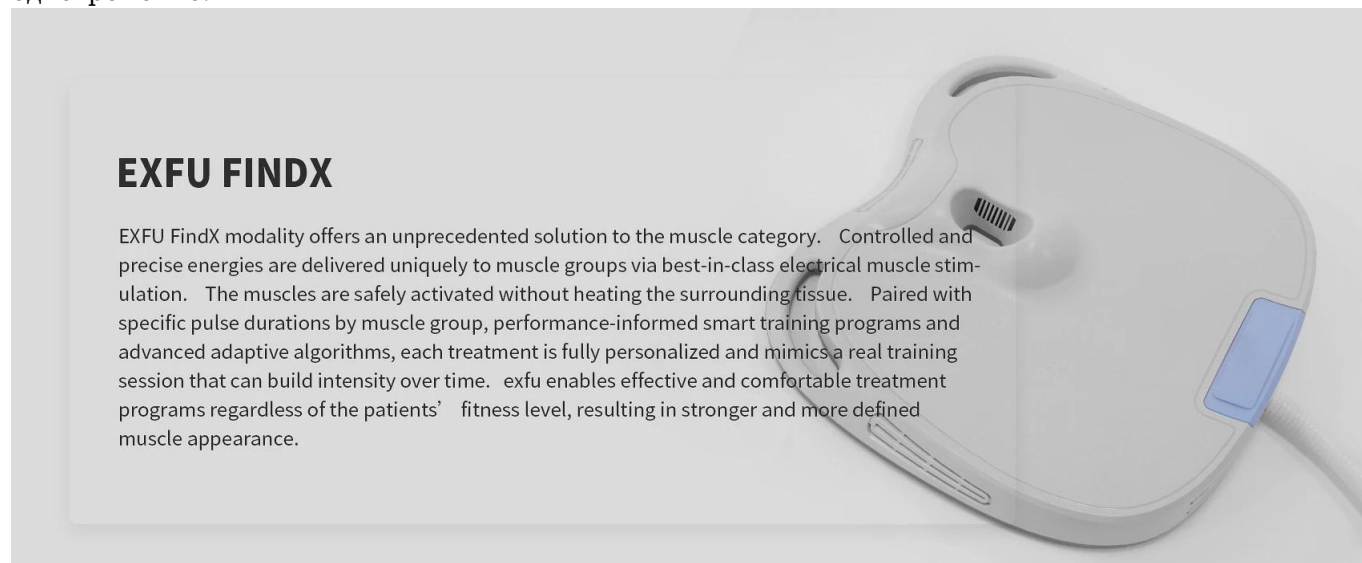 EXFU FINDX
EXFU FindX modality offers an unprecedented solution to the muscle category. Controlled and
precise energies are delivered uniquely to muscle groups via best-in-class electrical muscle stim-
ulation. The muscles are safely activated without heating the surrounding tissue. Paired with
specific pulse durations by muscle group, performance-informed smart training programs and
advanced adaptive algorithms, each treatment is fully personalized and mimics a real training
session that can build intensity over time. exfu enables effective and comfortable treatment
programs regardless of the patients’ fitness level, resulting in stronger and more defined
muscle appearance.